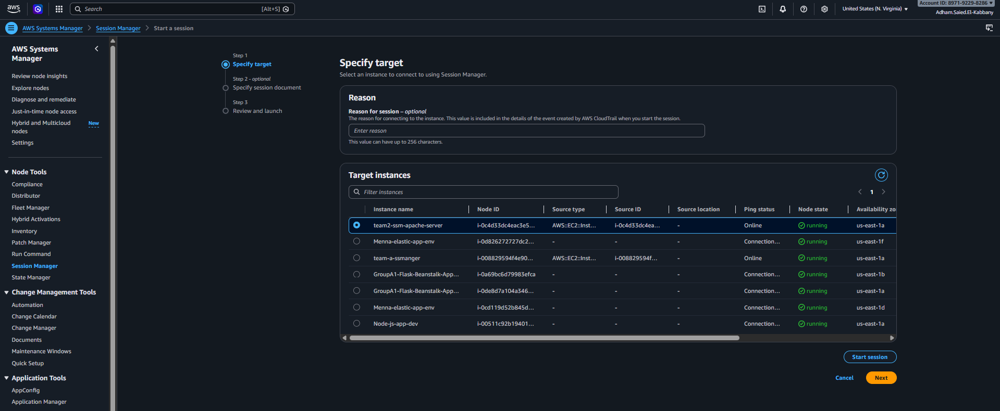 aws
Search
[Alt+S]
United States (N. Virginia)
Account ID: 8971-9229-8286
Adham.Saied.El-Kabbany
AWS Systems Manager
Session Manager
Start a session
AWS Systems
Manager
Review node insights
Explore nodes
Diagnose and remediate
Just-in-time node access
Hybrid and Multicloud
nodes
New
Settings
Node Tools
Compliance
Distributor
Fleet Manager
Hybrid Activations
Inventory
Patch Manager
Run Command
Session Manager
State Manager
Change Management Tools
Automation
Change Calendar
Change Manager
Documents
Maintenance Windows
Quick Setup
Application Tools
AppConfig
Application Manager
Step 1
Specify target
Step 2 - optional
Specify session document
Step 3
Review and launch
Specify target
Select an instance to connect to using Session Manager.
Reason
Reason for session – optional
The reason for connecting to the instance. This value is included in the details of the event created by AWS CloudTrail when you start the session.
Enter reason
This value can have up to 256 characters.
Target instances
Filter instances
1
Instance name Node ID Source type Source ID Source location Ping status Node state Availability zo
team2-ssm-apache-server i-0c4d33dc4eac3e5... AWS::EC2::Inst... i-0c4d33dc4ea... - Online running us-east-1a
Menna-elastic-app-env i-0d826272727dc2... - - - Connection... running us-east-1f
team-a-ssmanger i-008829594f4e90... AWS::EC2::Inst... i-008829594f... - Online running us-east-1a
GroupA1-Flask-Beanstalk-App... i-0a69bc6d79983efca - - - Connection... running us-east-1b
GroupA1-Flask-Beanstalk-App... i-0de8d7a104a346... - - - Connection... running us-east-1a
Menna-elastic-app-env i-0cd119d52b845d... - - - Connection... running us-east-1d
Node-js-app-dev i-00511c92b19401... - - - Connection... running us-east-1a
Start session
Cancel
Next